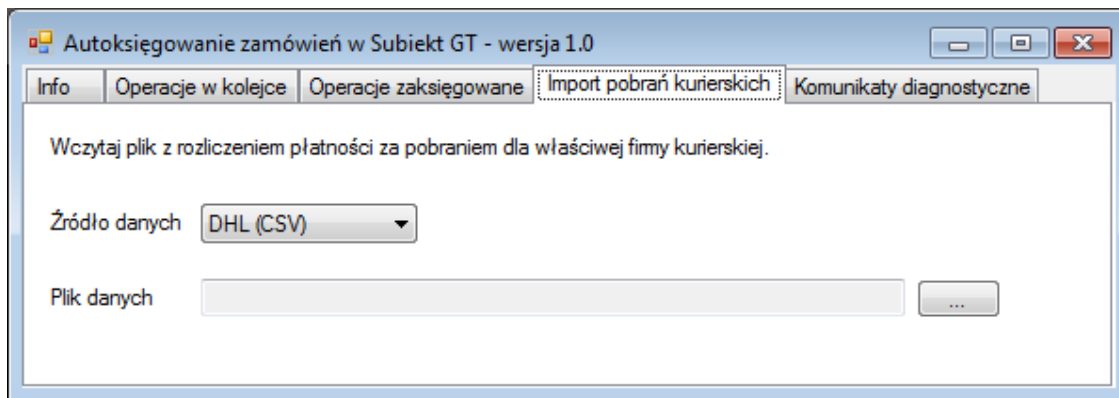 Autoksięgowanie zamówień w Subiekt GT - wersja 1.0
Info Operacje w kolejce Operacje zaksięgowane Import pobrań kurierskich Komunikaty diagnostyczne
Wczytaj plik z rozliczeniem płatności za pobraniem dla właściwej firmy kurierskiej.
Źródło danych DHL (CSV)
Plik danych ...